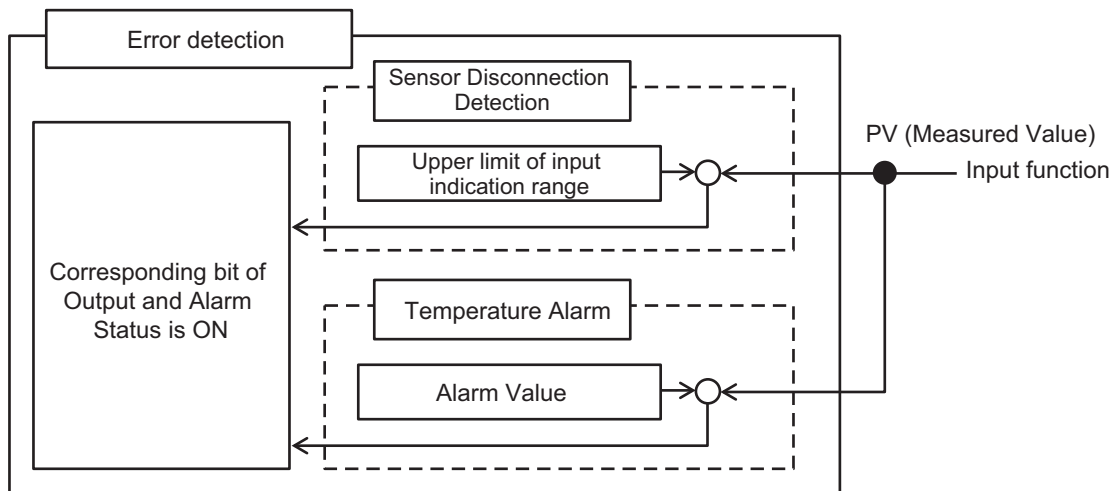 Error detection
Sensor Disconnection
Detection
PV (Measured Value)
Upper limit of input
indication range
Input function
Corresponding bit of
Output and Alarm
Status is ON
Temperature Alarm
Alarm Value